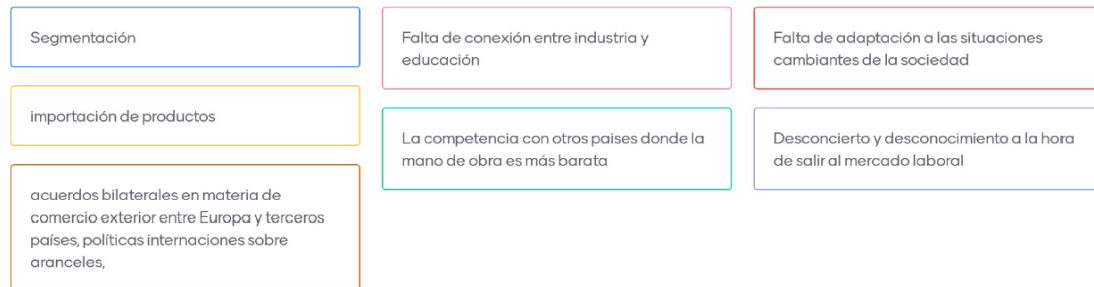 Segmentación
importación de productos
acuerdos bilaterales en materia de
comercio exterior entre Europa y terceros
países, políticas internaciones sobre
aranceles,
Falta de conexión entre industria y
educación
La competencia con otros paises donde la
mano de obra es más barata
Falta de adaptación a las situaciones
cambiantes de la sociedad
Desconcierto y desconocimiento a la hora
de salir al mercado laboral